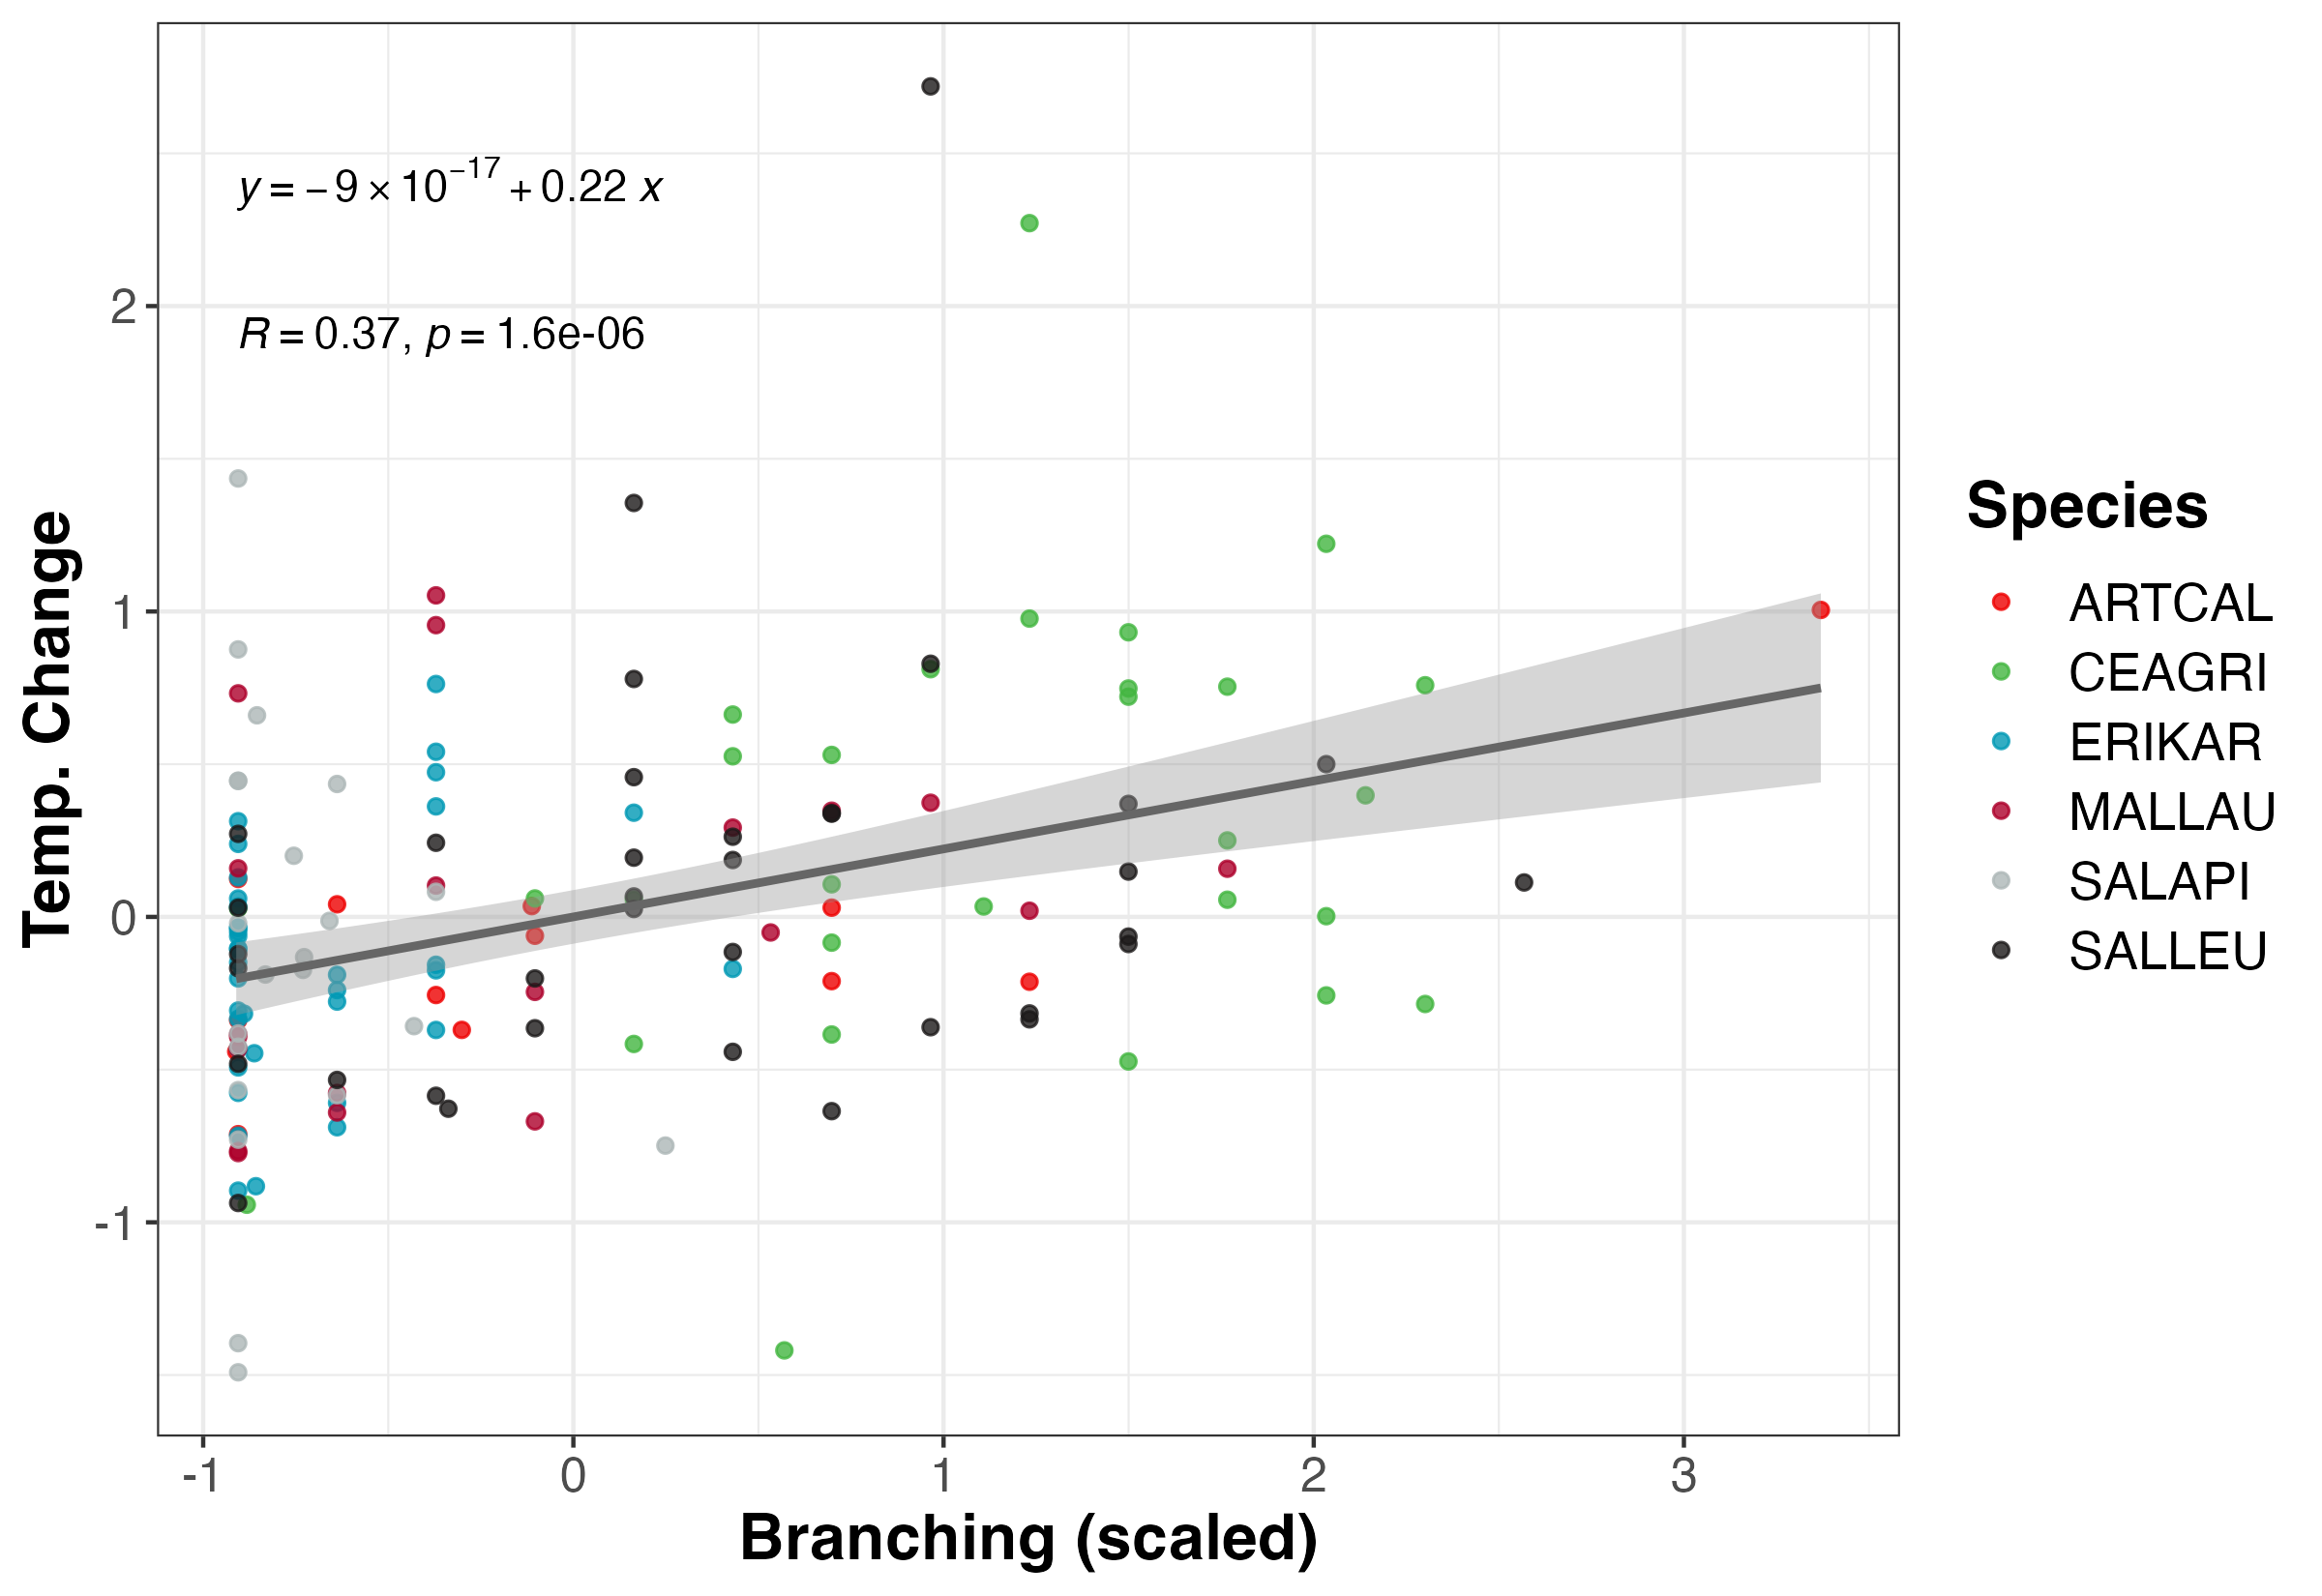 y = −9 × 10⁻¹⁷ + 0.22 x
R = 0.37, p = 1.6e-06
2
1
0
-1
Temp. Change
-1 0 1 2 3
Branching (scaled)
Species
ARTCAL
CEAGRI
ERIKAR
MALLAU
SALAPI
SALLEU